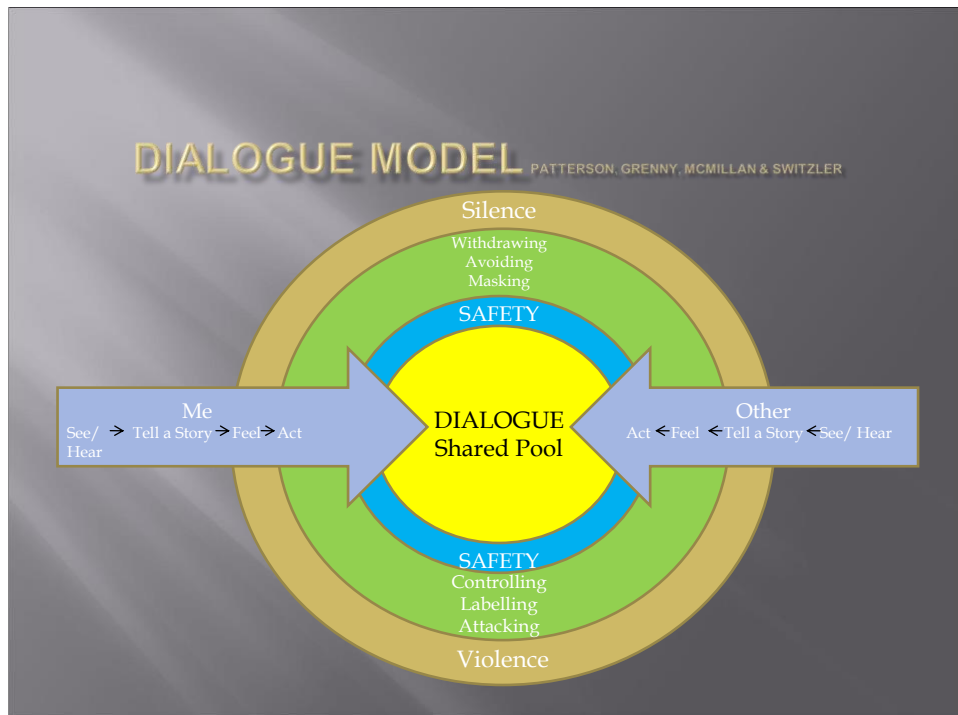 DIALOGUE MODEL PATTERSON, GRENNY, MCMILLAN & SWITZLER
Silence
Withdrawing
Avoiding
Masking
SAFETY
Me
See/ → Tell a Story → Feel → Act
Hear
DIALOGUE
Shared Pool
Other
Act ← Feel ← Tell a Story ← See/ Hear
SAFETY
Controlling
Labelling
Attacking
Violence